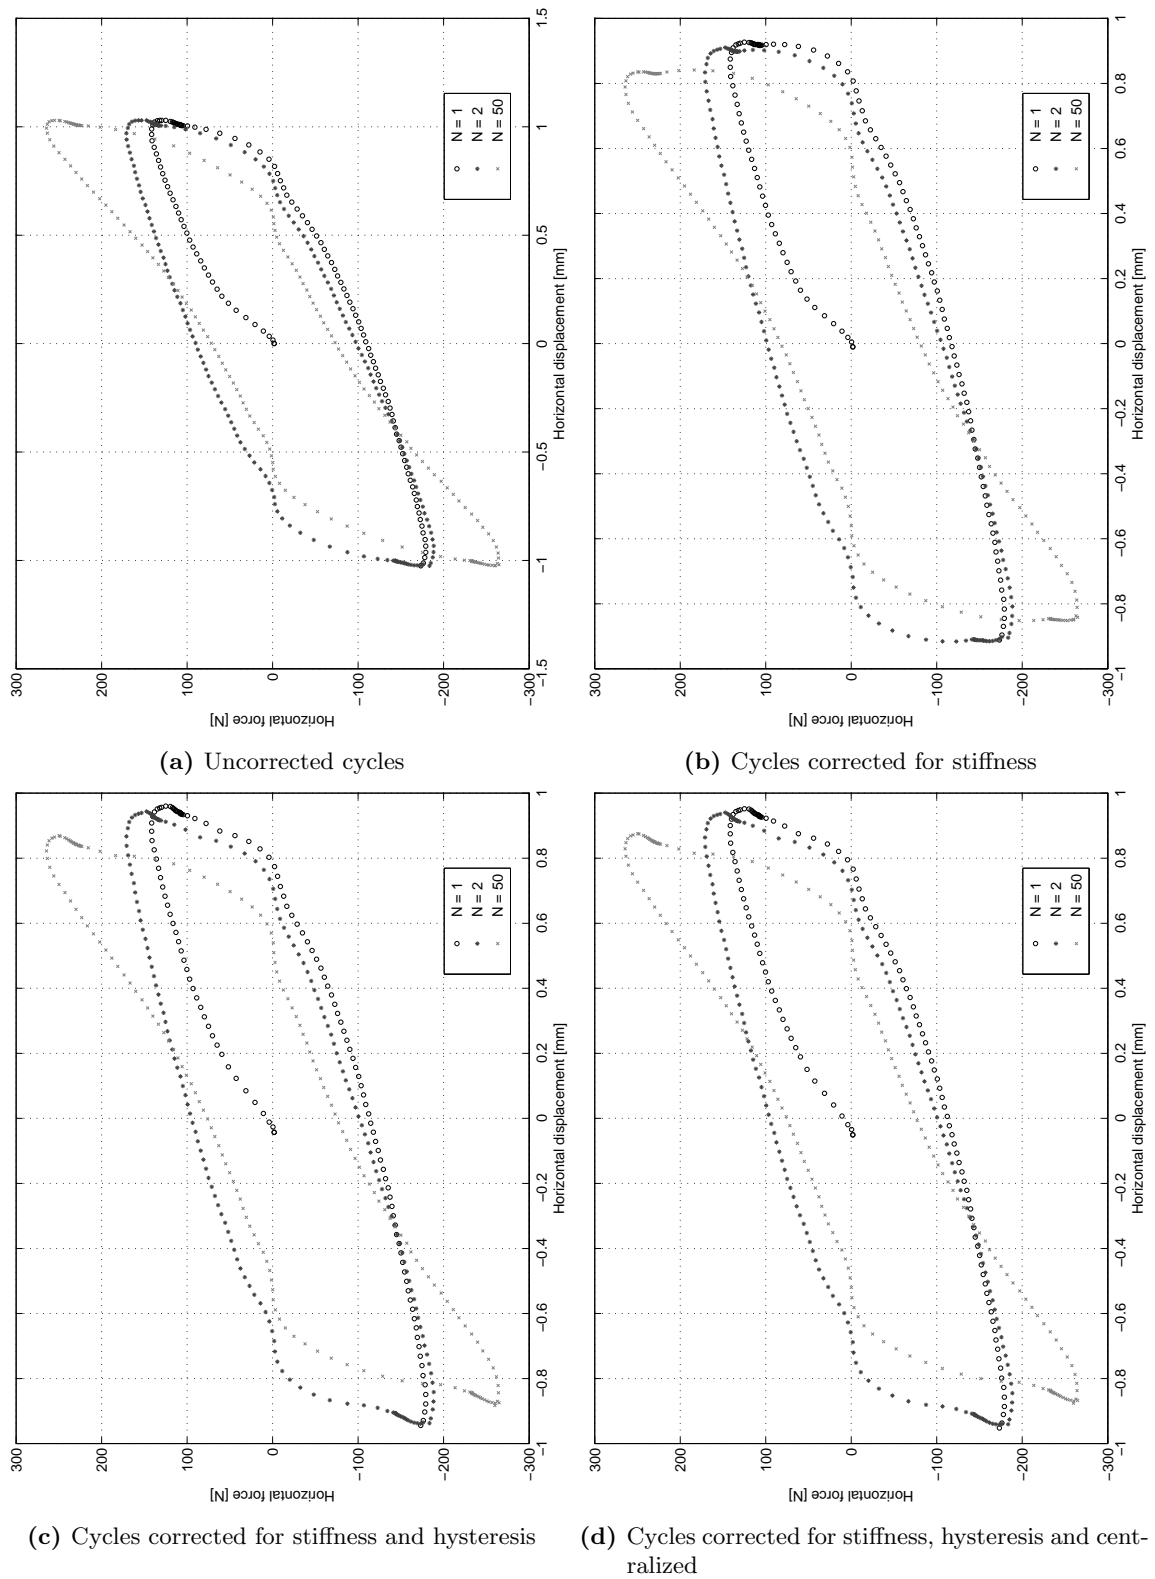 300
200
100
0
−100
−200
−300
−1.5
−1
−0.5
0
0.5
1
1.5
Horizontal displacement [mm]
Horizontal force [N]
N = 1
N = 2
N = 50
(a) Uncorrected cycles
300
200
100
0
−100
−200
−300
−1
−0.8
−0.6
−0.4
−0.2
0
0.2
0.4
0.6
0.8
1
Horizontal displacement [mm]
Horizontal force [N]
N = 1
N = 2
N = 50
(b) Cycles corrected for stiffness
300
200
100
0
−100
−200
−300
−1
−0.8
−0.6
−0.4
−0.2
0
0.2
0.4
0.6
0.8
1
Horizontal displacement [mm]
Horizontal force [N]
N = 1
N = 2
N = 50
(c) Cycles corrected for stiffness and hysteresis
300
200
100
0
−100
−200
−300
−1
−0.8
−0.6
−0.4
−0.2
0
0.2
0.4
0.6
0.8
1
Horizontal displacement [mm]
Horizontal force [N]
N = 1
N = 2
N = 50
(d) Cycles corrected for stiffness, hysteresis and cent-
ralized